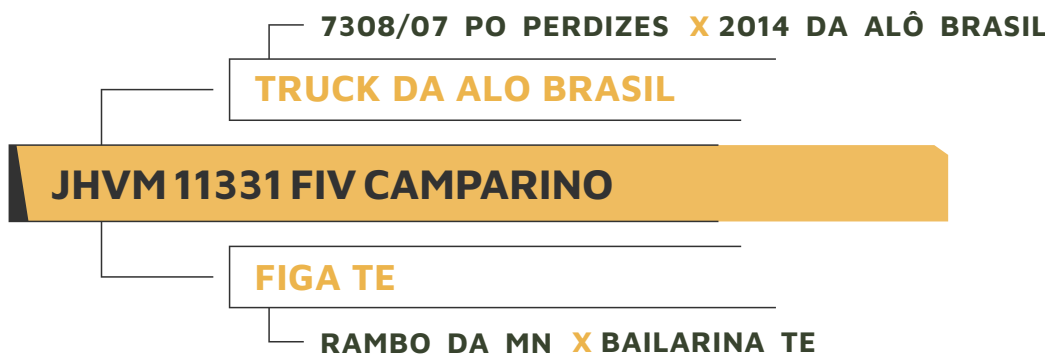 7308/07 PO PERDIZES X 2014 DA ALÔ BRASIL
TRUCK DA ALO BRASIL
JHVM 11331 FIV CAMPARINO
FIGA TE
RAMBO DA MN X BAILARINA TE